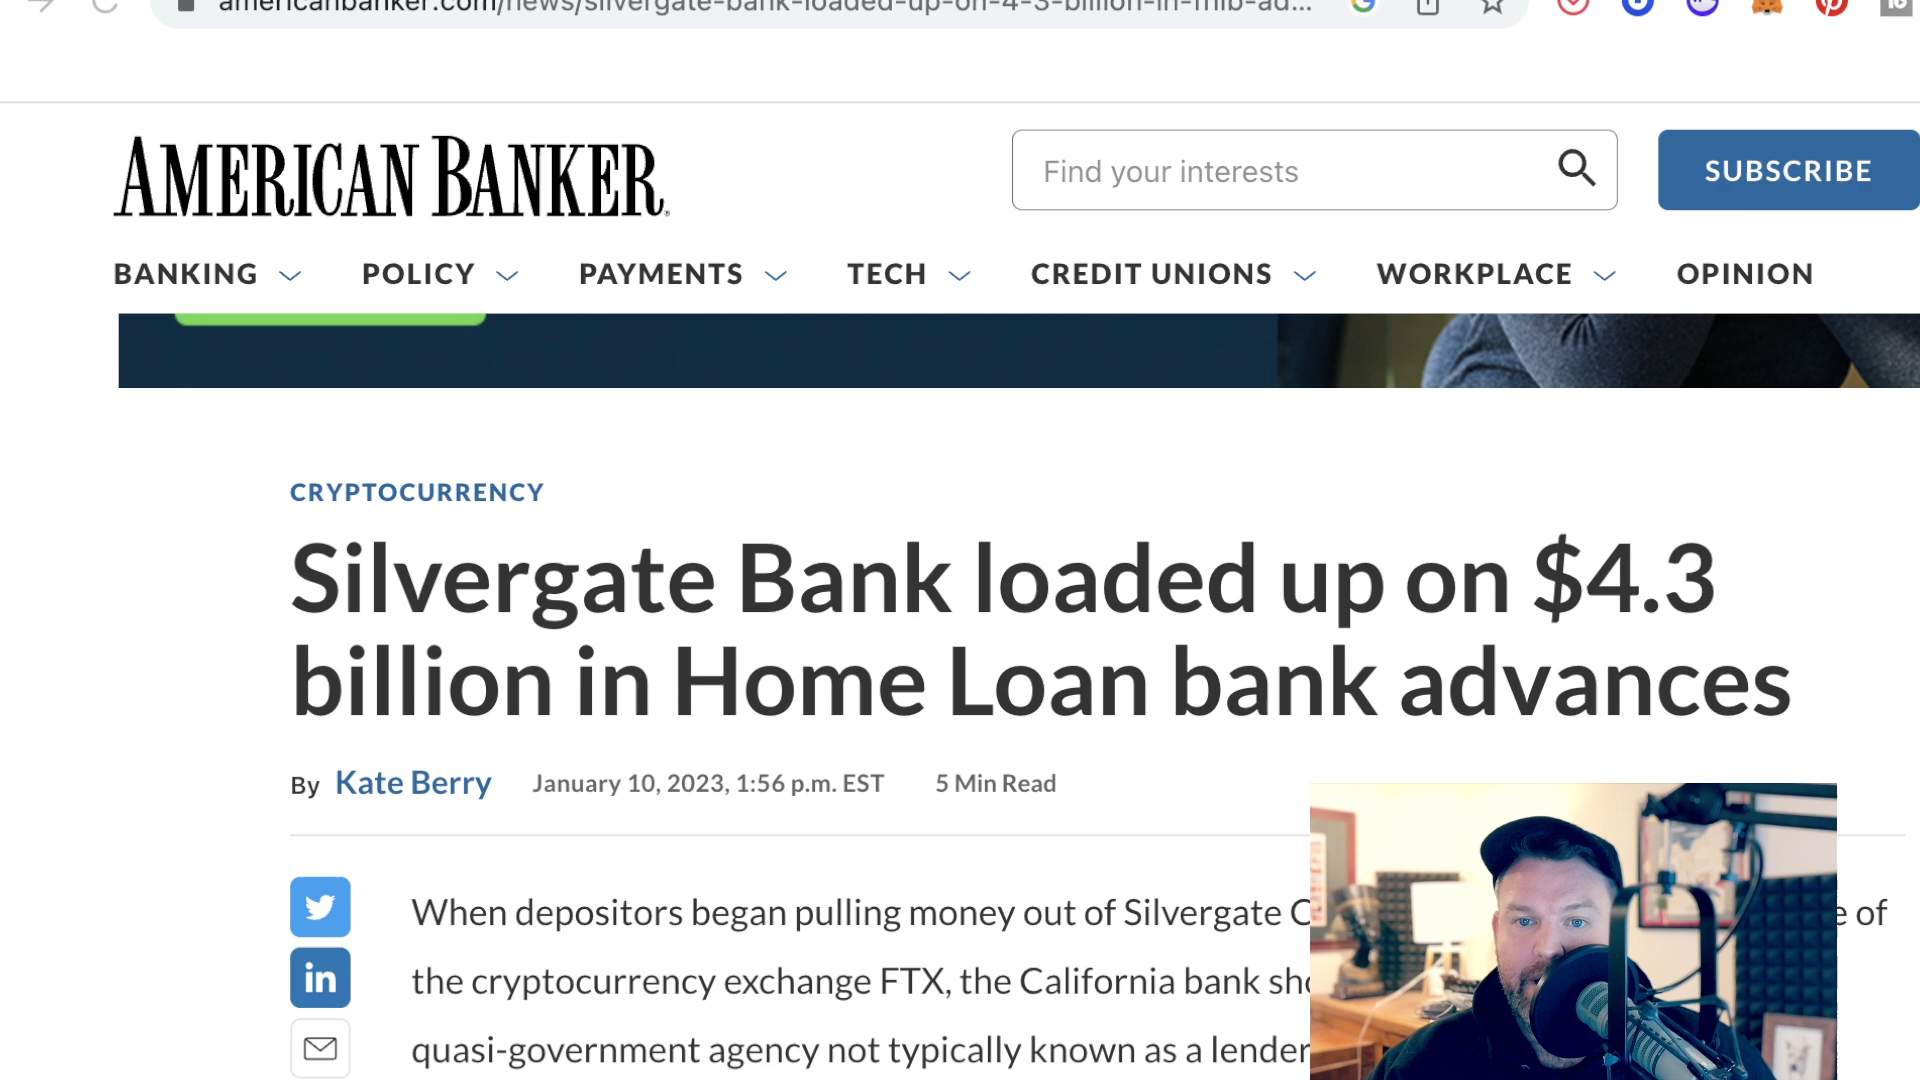 americanbanker.com/news/silvergate-bank-loaded-up-on-4-3-billion-in-fhlb-ad...
AMERICAN BANKER
Find your interests
SUBSCRIBE
BANKING POLICY PAYMENTS TECH CREDIT UNIONS WORKPLACE OPINION
CRYPTOCURRENCY
Silvergate Bank loaded up on $4.3
billion in Home Loan bank advances
By Kate Berry January 10, 2023, 1:56 p.m. EST 5 Min Read
When depositors began pulling money out of Silvergate of
in
the cryptocurrency exchange FTX, the California bank
quasi-government agency not typically known as a lender